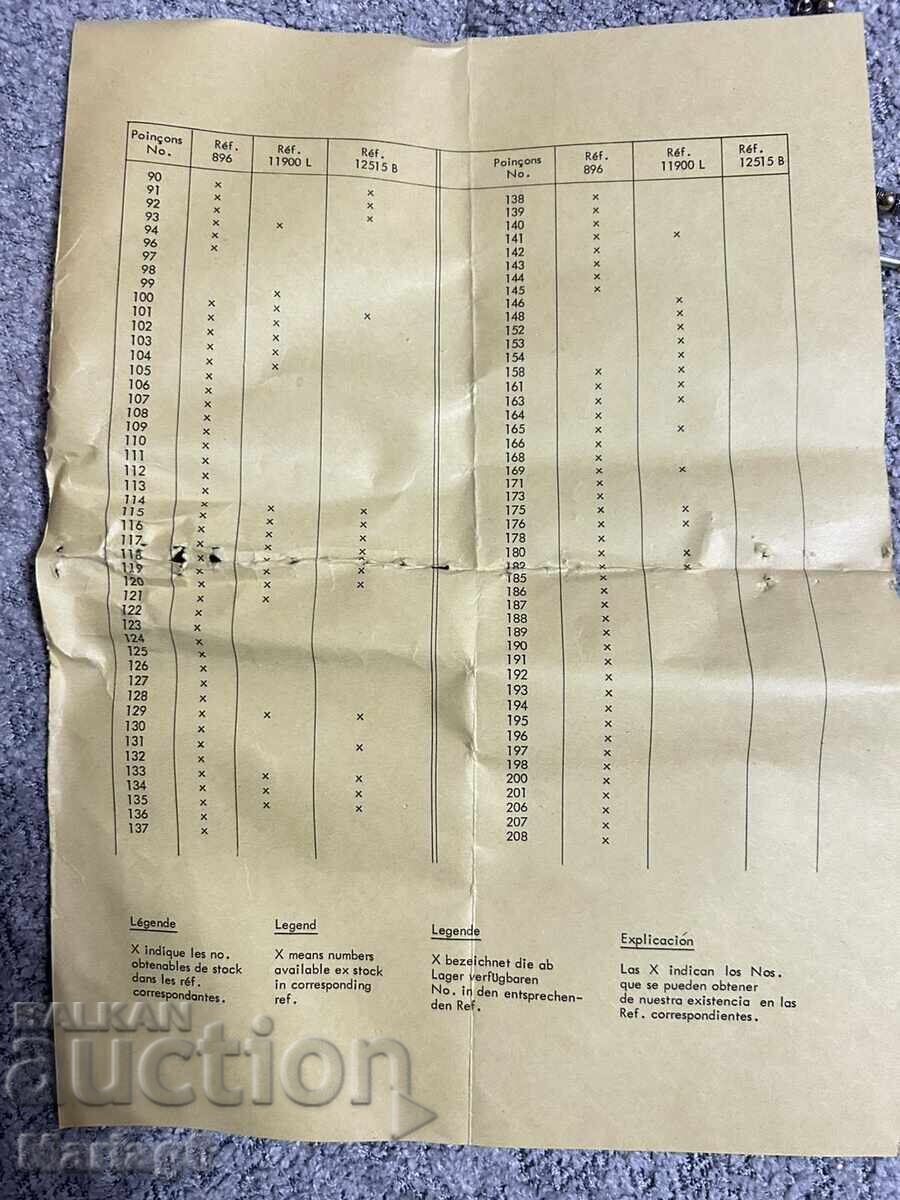 Poinçons No. Réf. 896 Réf. 11900 L Réf. 12515 B
90 x x
91 x x
92 x x
93 x x
94 x
96 x
97
98
99 x
100 x x x
101 x x
102 x x
103 x x
104 x x
105 x
106 x
107 x
108 x
109 x
110 x
111 x
112 x
113 x
114 x
115 x x x
116 x x x
117 x x x
118 x x x
119 x x x
120 x x x
121 x x
122 x
123 x
124 x
125 x
126 x
127 x
128 x
129 x x x
130 x
131 x x
132 x
133 x x x
134 x x x
135 x x x
136 x
137 x
Poinçons No. Réf. 896 Réf. 11900 L Réf. 12515 B
138 x
139 x
140 x
141 x x
142 x
143 x
144 x
145 x
146 x
148 x
152 x
153 x
154 x
158 x x
161 x x
163 x x
164 x
165 x x
166 x
168 x
169 x x
171 x
173 x
175 x x
176 x x
178 x
180 x x
182 x x
185 x
186 x
187 x
188 x
189 x
190 x
191 x
192 x
193 x
194 x
195 x
196 x
197 x
198 x
200 x
201 x
206 x
207 x
208 x
Légende
X indique les no.
obtenables de stock
dans les réf.
correspondantes.
Legend
X means numbers
available ex stock
in corresponding
ref.
Legende
X bezeichnet die ab
Lager verfügbaren
No. in den entsprechen-
den Ref.
Explicación
Las X indican los Nos.
que se pueden obtener
de nuestra existencia en las
Ref. correspondientes.
BALKAN
auction